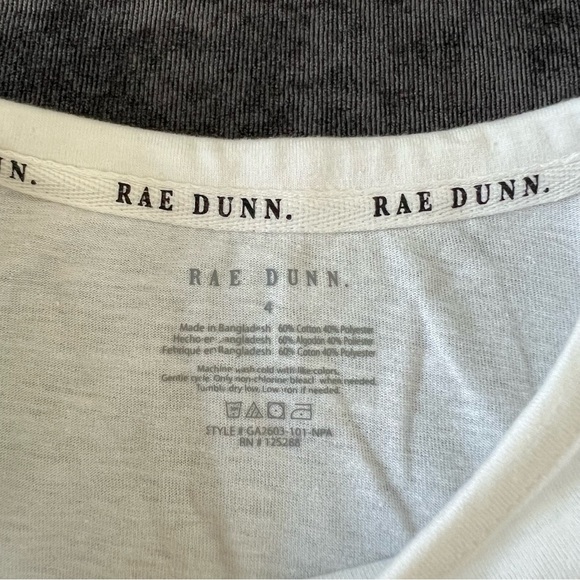 N. RAE DUNN. RAE DUNN.
RAE DUNN.
4
Made in Bangladesh 60% Cotton 40% Polyester
Hecho en Bangladesh 60% Algodón 40% Poliester
Fabriqué en Bangladesh 60% Coton 40% Polyester
Machine wash cold with like colors.
Gentle cycle. Only non-chlorine bleach when needed.
Tumble dry low. Low iron if needed.
STYLE # GA2603-101-NPA
RN # 125288